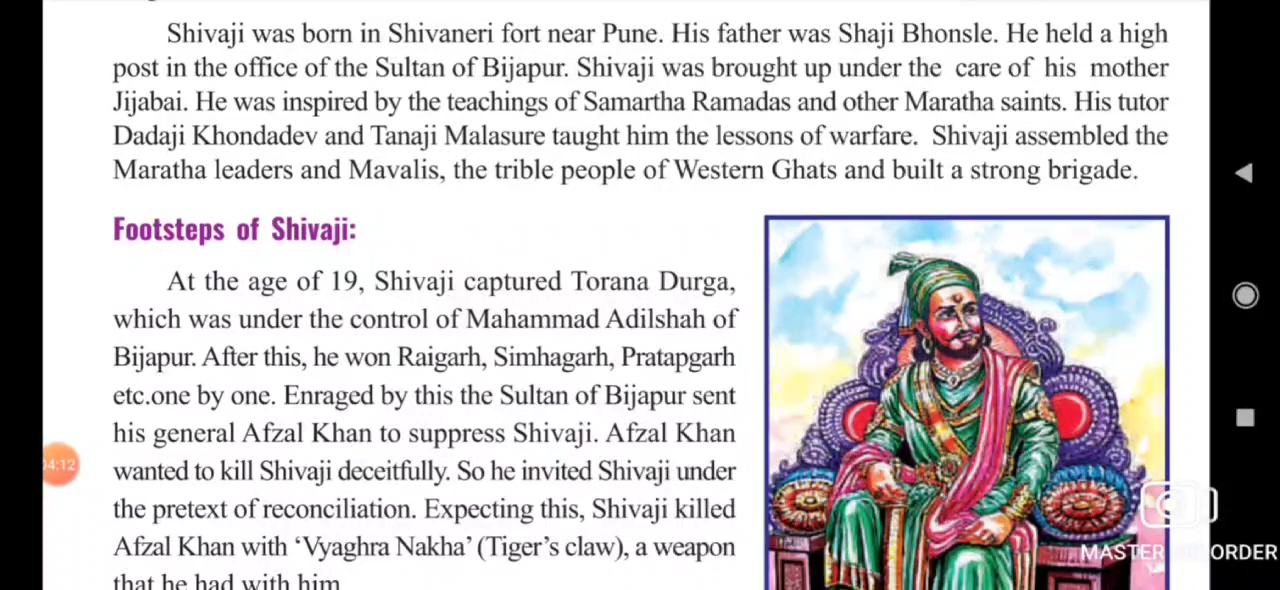 Shivaji was born in Shivaneri fort near Pune. His father was Shaji Bhonsle. He held a high
post in the office of the Sultan of Bijapur. Shivaji was brought up under the care of his mother
Jijabai. He was inspired by the teachings of Samartha Ramadas and other Maratha saints. His tutor
Dadaji Khondadev and Tanaji Malasure taught him the lessons of warfare. Shivaji assembled the
Maratha leaders and Mavalis, the trible people of Western Ghats and built a strong brigade.
Footsteps of Shivaji:
At the age of 19, Shivaji captured Torana Durga,
which was under the control of Mahammad Adilshah of
Bijapur. After this, he won Raigarh, Simhagarh, Pratapgarh
etc.one by one. Enraged by this the Sultan of Bijapur sent
his general Afzal Khan to suppress Shivaji. Afzal Khan
wanted to kill Shivaji deceitfully. So he invited Shivaji under
the pretext of reconciliation. Expecting this, Shivaji killed
Afzal Khan with ‘Vyaghra Nakha’ (Tiger’s claw), a weapon
that he had with him
04:12
MASTER